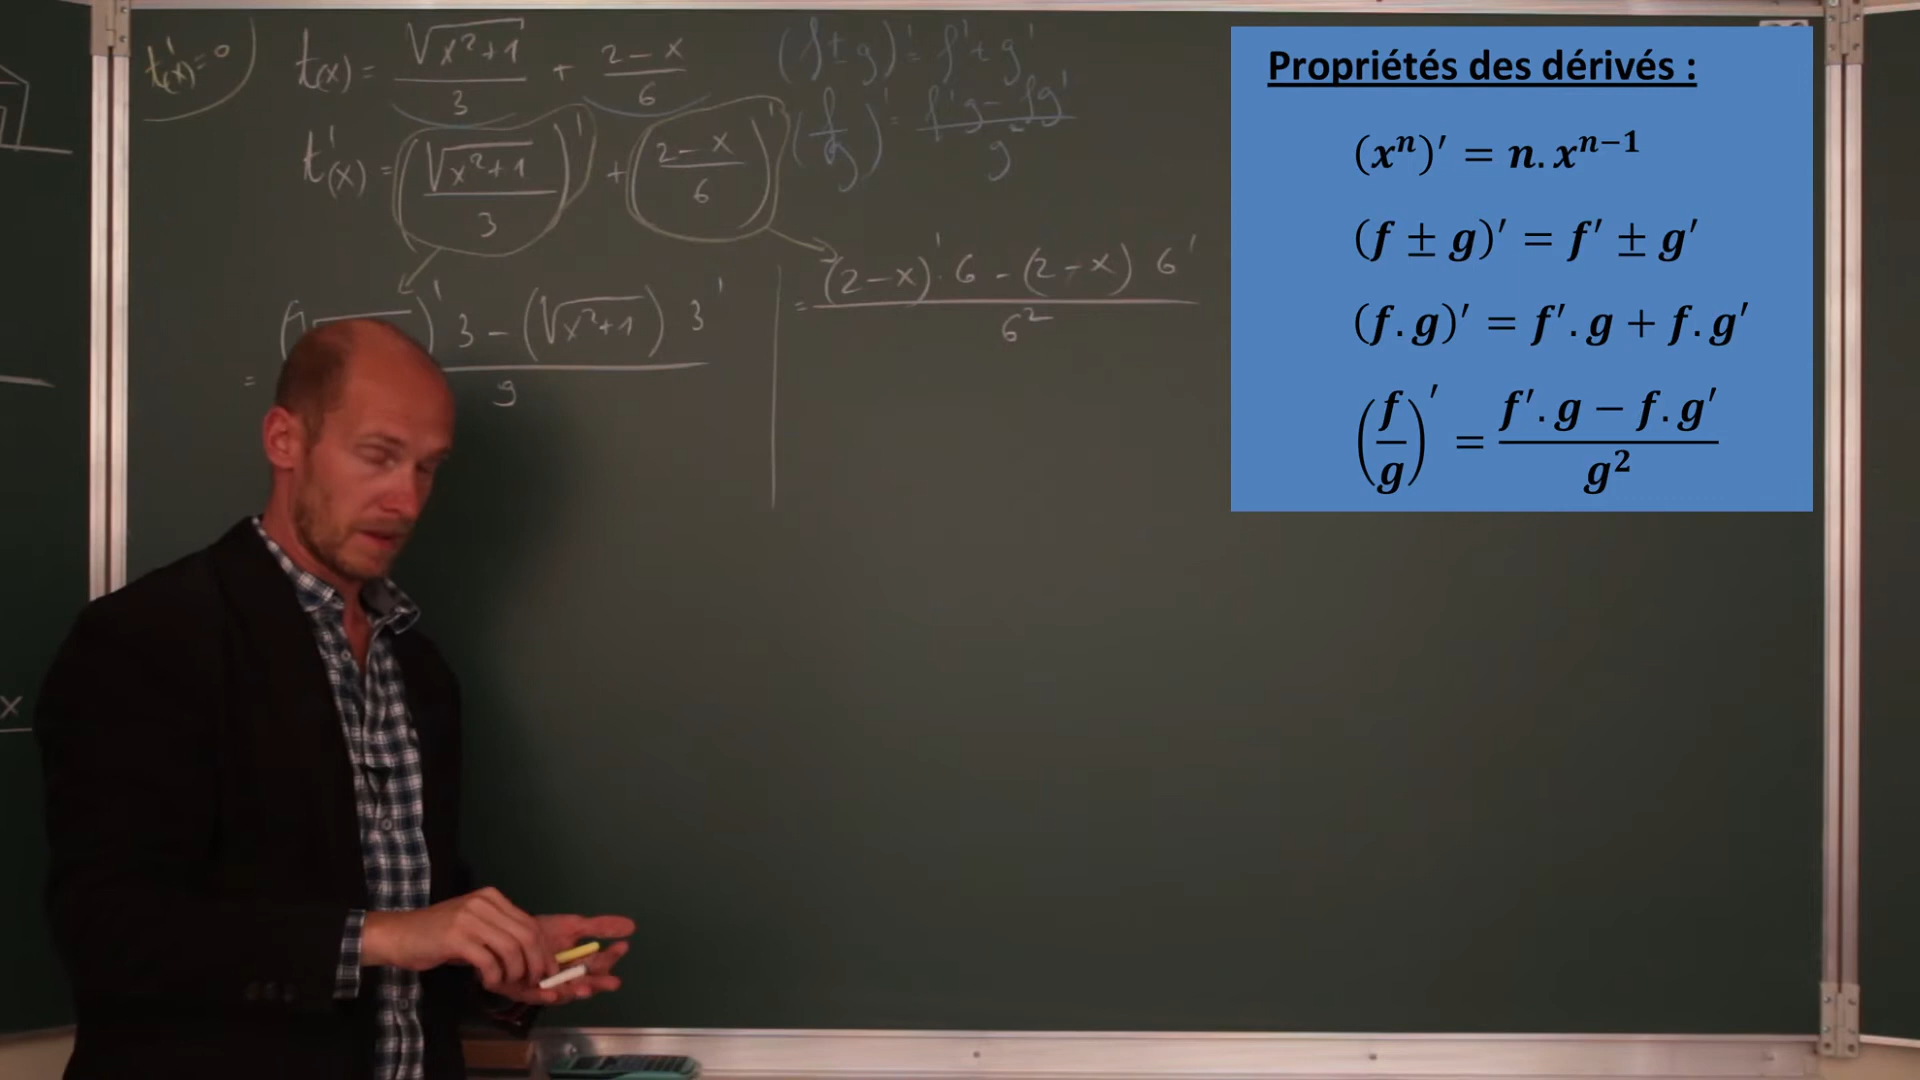 t'(x) = 0
t(x) = √(x²+1)/3 + (2-x)/6
(f ± g)' = f' ± g'
(f/g)' = (f'g - fg')/g²
t'(x) = (√(x²+1)/3)' + ((2-x)/6)'
= ((2-x)'·6 - (2-x) 6')/6²
= ( √ )' 3 - (√(x²+1)) 3' / 9
x
Propriétés des dérivés :
(xⁿ)′ = n.xⁿ⁻¹
(f ± g)′ = f′ ± g′
(f.g)′ = f′.g + f.g′
(f/g)′ = (f′.g − f.g′)/g²